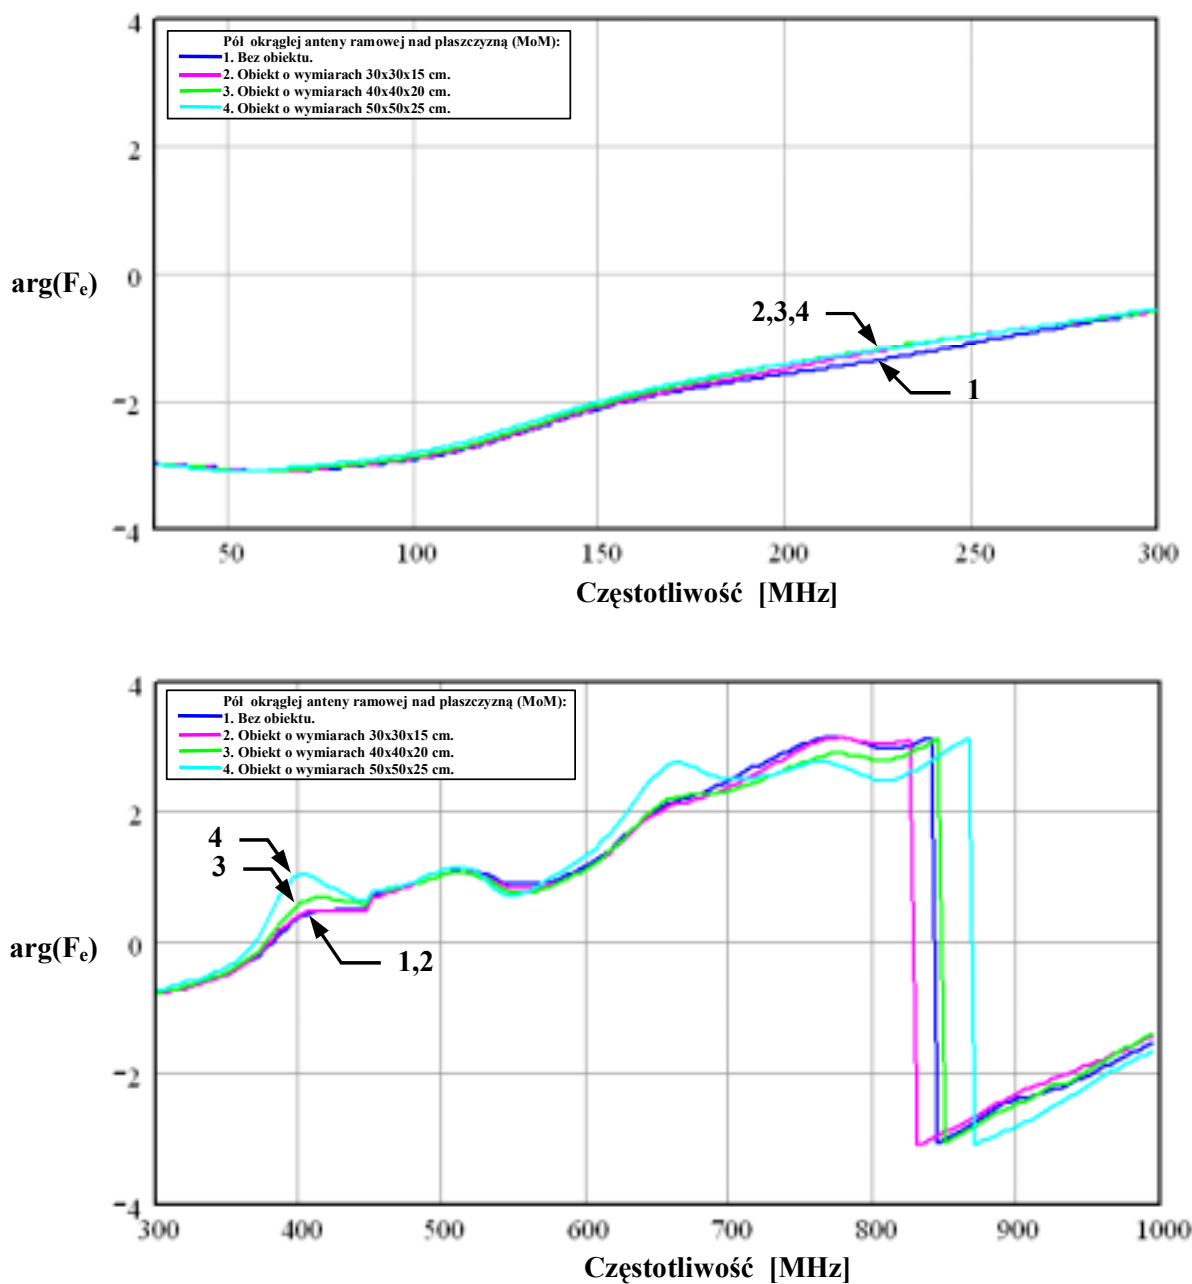 4
Pół okrągłej anteny ramowej nad płaszczyzną (MoM):
1. Bez obiektu.
2. Obiekt o wymiarach 30x30x15 cm.
3. Obiekt o wymiarach 40x40x20 cm.
4. Obiekt o wymiarach 50x50x25 cm.
2
arg(Fe)
0
2,3,4
1
−2
−4
50 100 150 200 250 300
Częstotliwość [MHz]
4
Pół okrągłej anteny ramowej nad płaszczyzną (MoM):
1. Bez obiektu.
2. Obiekt o wymiarach 30x30x15 cm.
3. Obiekt o wymiarach 40x40x20 cm.
4. Obiekt o wymiarach 50x50x25 cm.
2
4
3
arg(Fe)
0
1,2
−2
−4
300 400 500 600 700 800 900 1000
Częstotliwość [MHz]